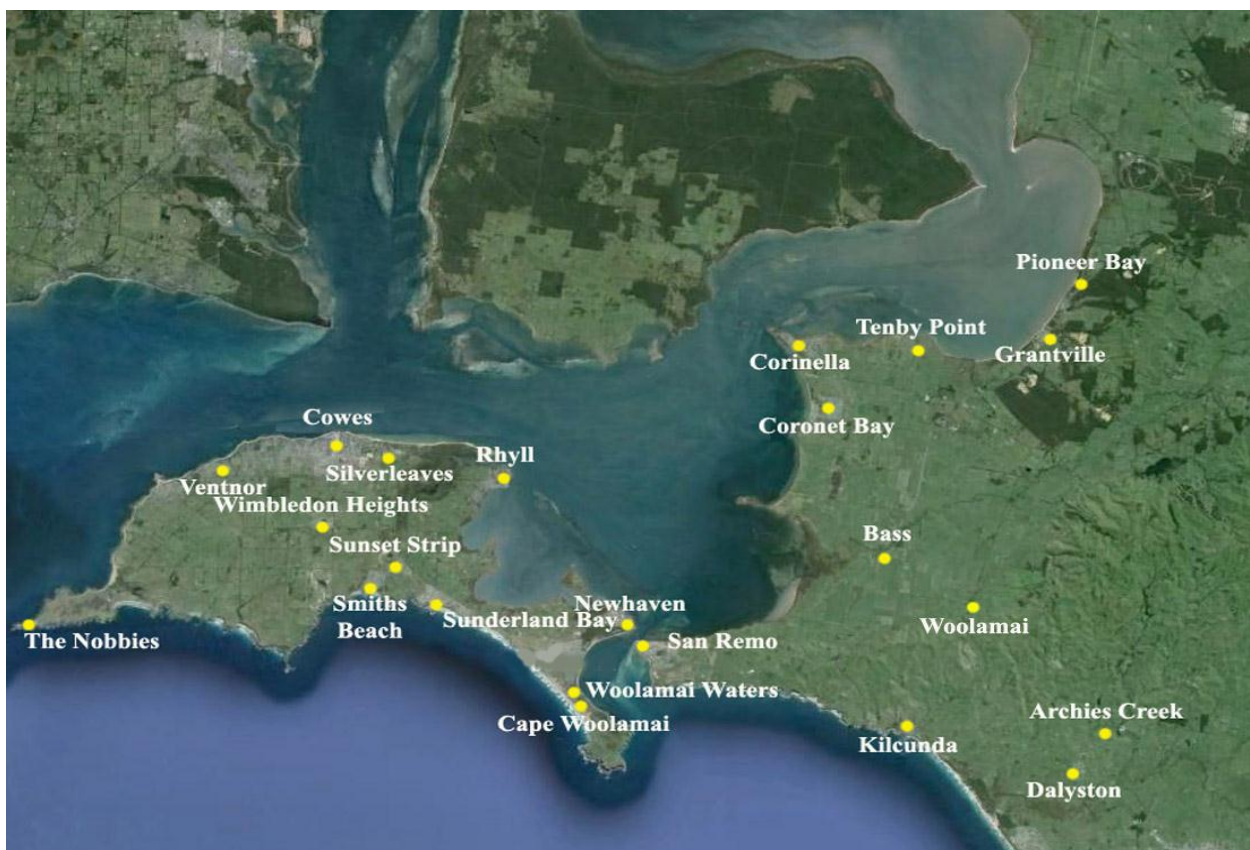 Pioneer Bay
Tenby Point
Grantville
Corinella
Cowes
Coronet Bay
Silverleaves
Rhyll
Ventnor
Wimbledon Heights
Bass
Sunset Strip
Smiths
Beach
Newhaven
Sunderland Bay
Woolamai
The Nobbies
San Remo
Woolamai Waters
Archies Creek
Cape Woolamai
Kilcunda
Dalyston